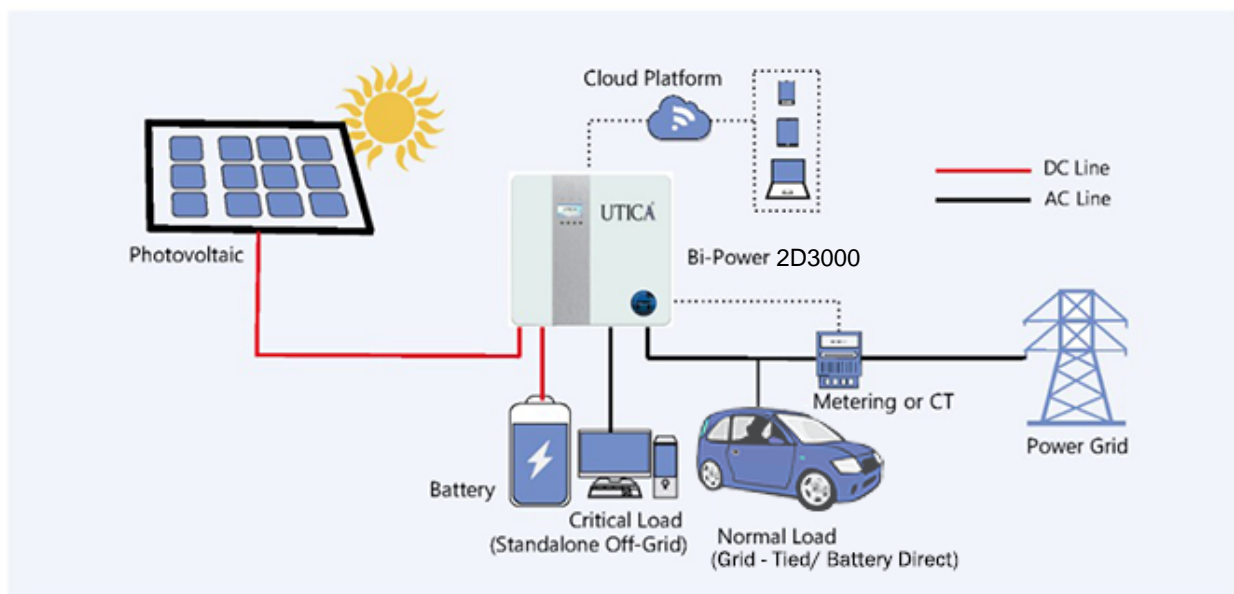 Cloud Platform
DC Line
AC Line
UTICA
Photovoltaic
Bi-Power 2D3000
Metering or CT
Power Grid
Battery
Critical Load
(Standalone Off-Grid)
Normal Load
(Grid - Tied/ Battery Direct)